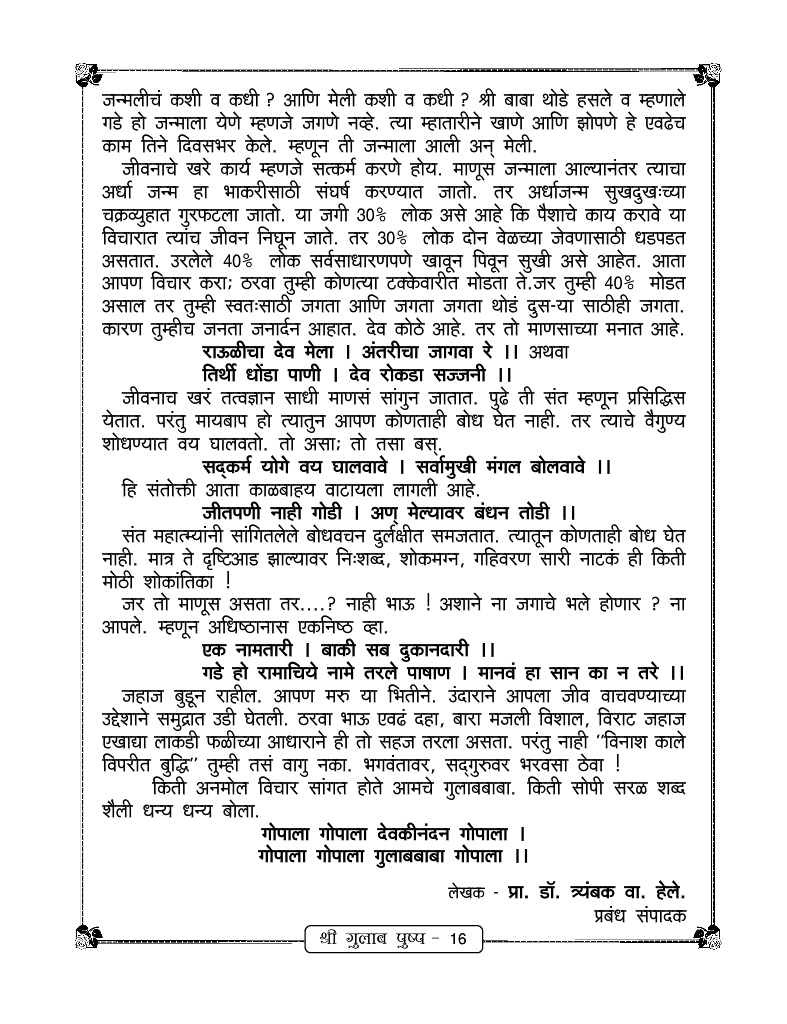 जन्मलीचं कशी व कधी ? आणि मेली कशी व कधी ? श्री बाबा थोडे हसले व म्हणाले
गडे हो जन्माला येणे म्हणजे जगणे नव्हे. त्या म्हातारीने खाणे आणि झोपणे हे एवढेच
काम तिने दिवसभर केले. म्हणून ती जन्माला आली अन् मेली.
जीवनाचे खरे कार्य म्हणजे सत्कर्म करणे होय. माणूस जन्माला आल्यानंतर त्याचा
अर्धा जन्म हा भाकरीसाठी संघर्ष करण्यात जातो. तर अर्धाजन्म सुखदुखःच्या
चक्रव्युहात गुरफटला जातो. या जगी 30% लोक असे आहे कि पैशाचे काय करावे या
विचारात त्यांच जीवन निघून जाते. तर 30% लोक दोन वेळच्या जेवणासाठी धडपडत
असतात. उरलेले 40% लोक सर्वसाधारणपणे खावून पिवून सुखी असे आहेत. आता
आपण विचार करा; ठरवा तुम्ही कोणत्या टक्केवारीत मोडता ते.जर तुम्ही 40% मोडत
असाल तर तुम्ही स्वतःसाठी जगता आणि जगता जगता थोडं दुस-या साठीही जगता.
कारण तुम्हीच जनता जनार्दन आहात. देव कोठे आहे. तर तो माणसाच्या मनात आहे.
राऊळीचा देव मेला । अंतरीचा जागवा रे ।। अथवा
तिर्थी धोंडा पाणी । देव रोकडा सज्जनी ।।
जीवनाच खरं तत्वज्ञान साधी माणसं सांगुन जातात. पुढे ती संत म्हणून प्रसिद्धिस
येतात. परंतु मायबाप हो त्यातुन आपण कोणताही बोध घेत नाही. तर त्याचे वैगुण्य
शोधण्यात वय घालवतो. तो असा; तो तसा बस्.
सद्कर्म योगे वय घालवावे । सर्वामुखी मंगल बोलवावे ।।
हि संतोक्ती आता काळबाहय वाटायला लागली आहे.
जीतपणी नाही गोडी । अण् मेल्यावर बंधन तोडी ।।
संत महात्म्यांनी सांगितलेले बोधवचन दुर्लक्षीत समजतात. त्यातून कोणताही बोध घेत
नाही. मात्र ते दृष्टिआड झाल्यावर निःशब्द, शोकमग्न, गहिवरण सारी नाटकं ही किती
मोठी शोकांतिका !
जर तो माणूस असता तर....? नाही भाऊ ! अशाने ना जगाचे भले होणार ? ना
आपले. म्हणून अधिष्ठानास एकनिष्ठ व्हा.
एक नामतारी । बाकी सब दुकानदारी ।।
गडे हो रामाचिये नामे तरले पाषाण । मानवं हा सान का न तरे ।।
जहाज बुडून राहील. आपण मरु या भितीने. उंदाराने आपला जीव वाचवण्याच्या
उद्देशाने समुद्रात उडी घेतली. ठरवा भाऊ एवढं दहा, बारा मजली विशाल, विराट जहाज
एखाद्या लाकडी फळीच्या आधाराने ही तो सहज तरला असता. परंतु नाही ”विनाश काले
विपरीत बुद्धि” तुम्ही तसं वागु नका. भगवंतावर, सद्गुरुवर भरवसा ठेवा !
किती अनमोल विचार सांगत होते आमचे गुलाबबाबा. किती सोपी सरळ शब्द
शैली धन्य धन्य बोला.
गोपाला गोपाला देवकीनंदन गोपाला ।
गोपाला गोपाला गुलाबबाबा गोपाला ।।
लेखक - प्रा. डॉ. त्र्यंबक वा. हेले.
प्रबंध संपादक
श्री गुलाब पुष्प - 16